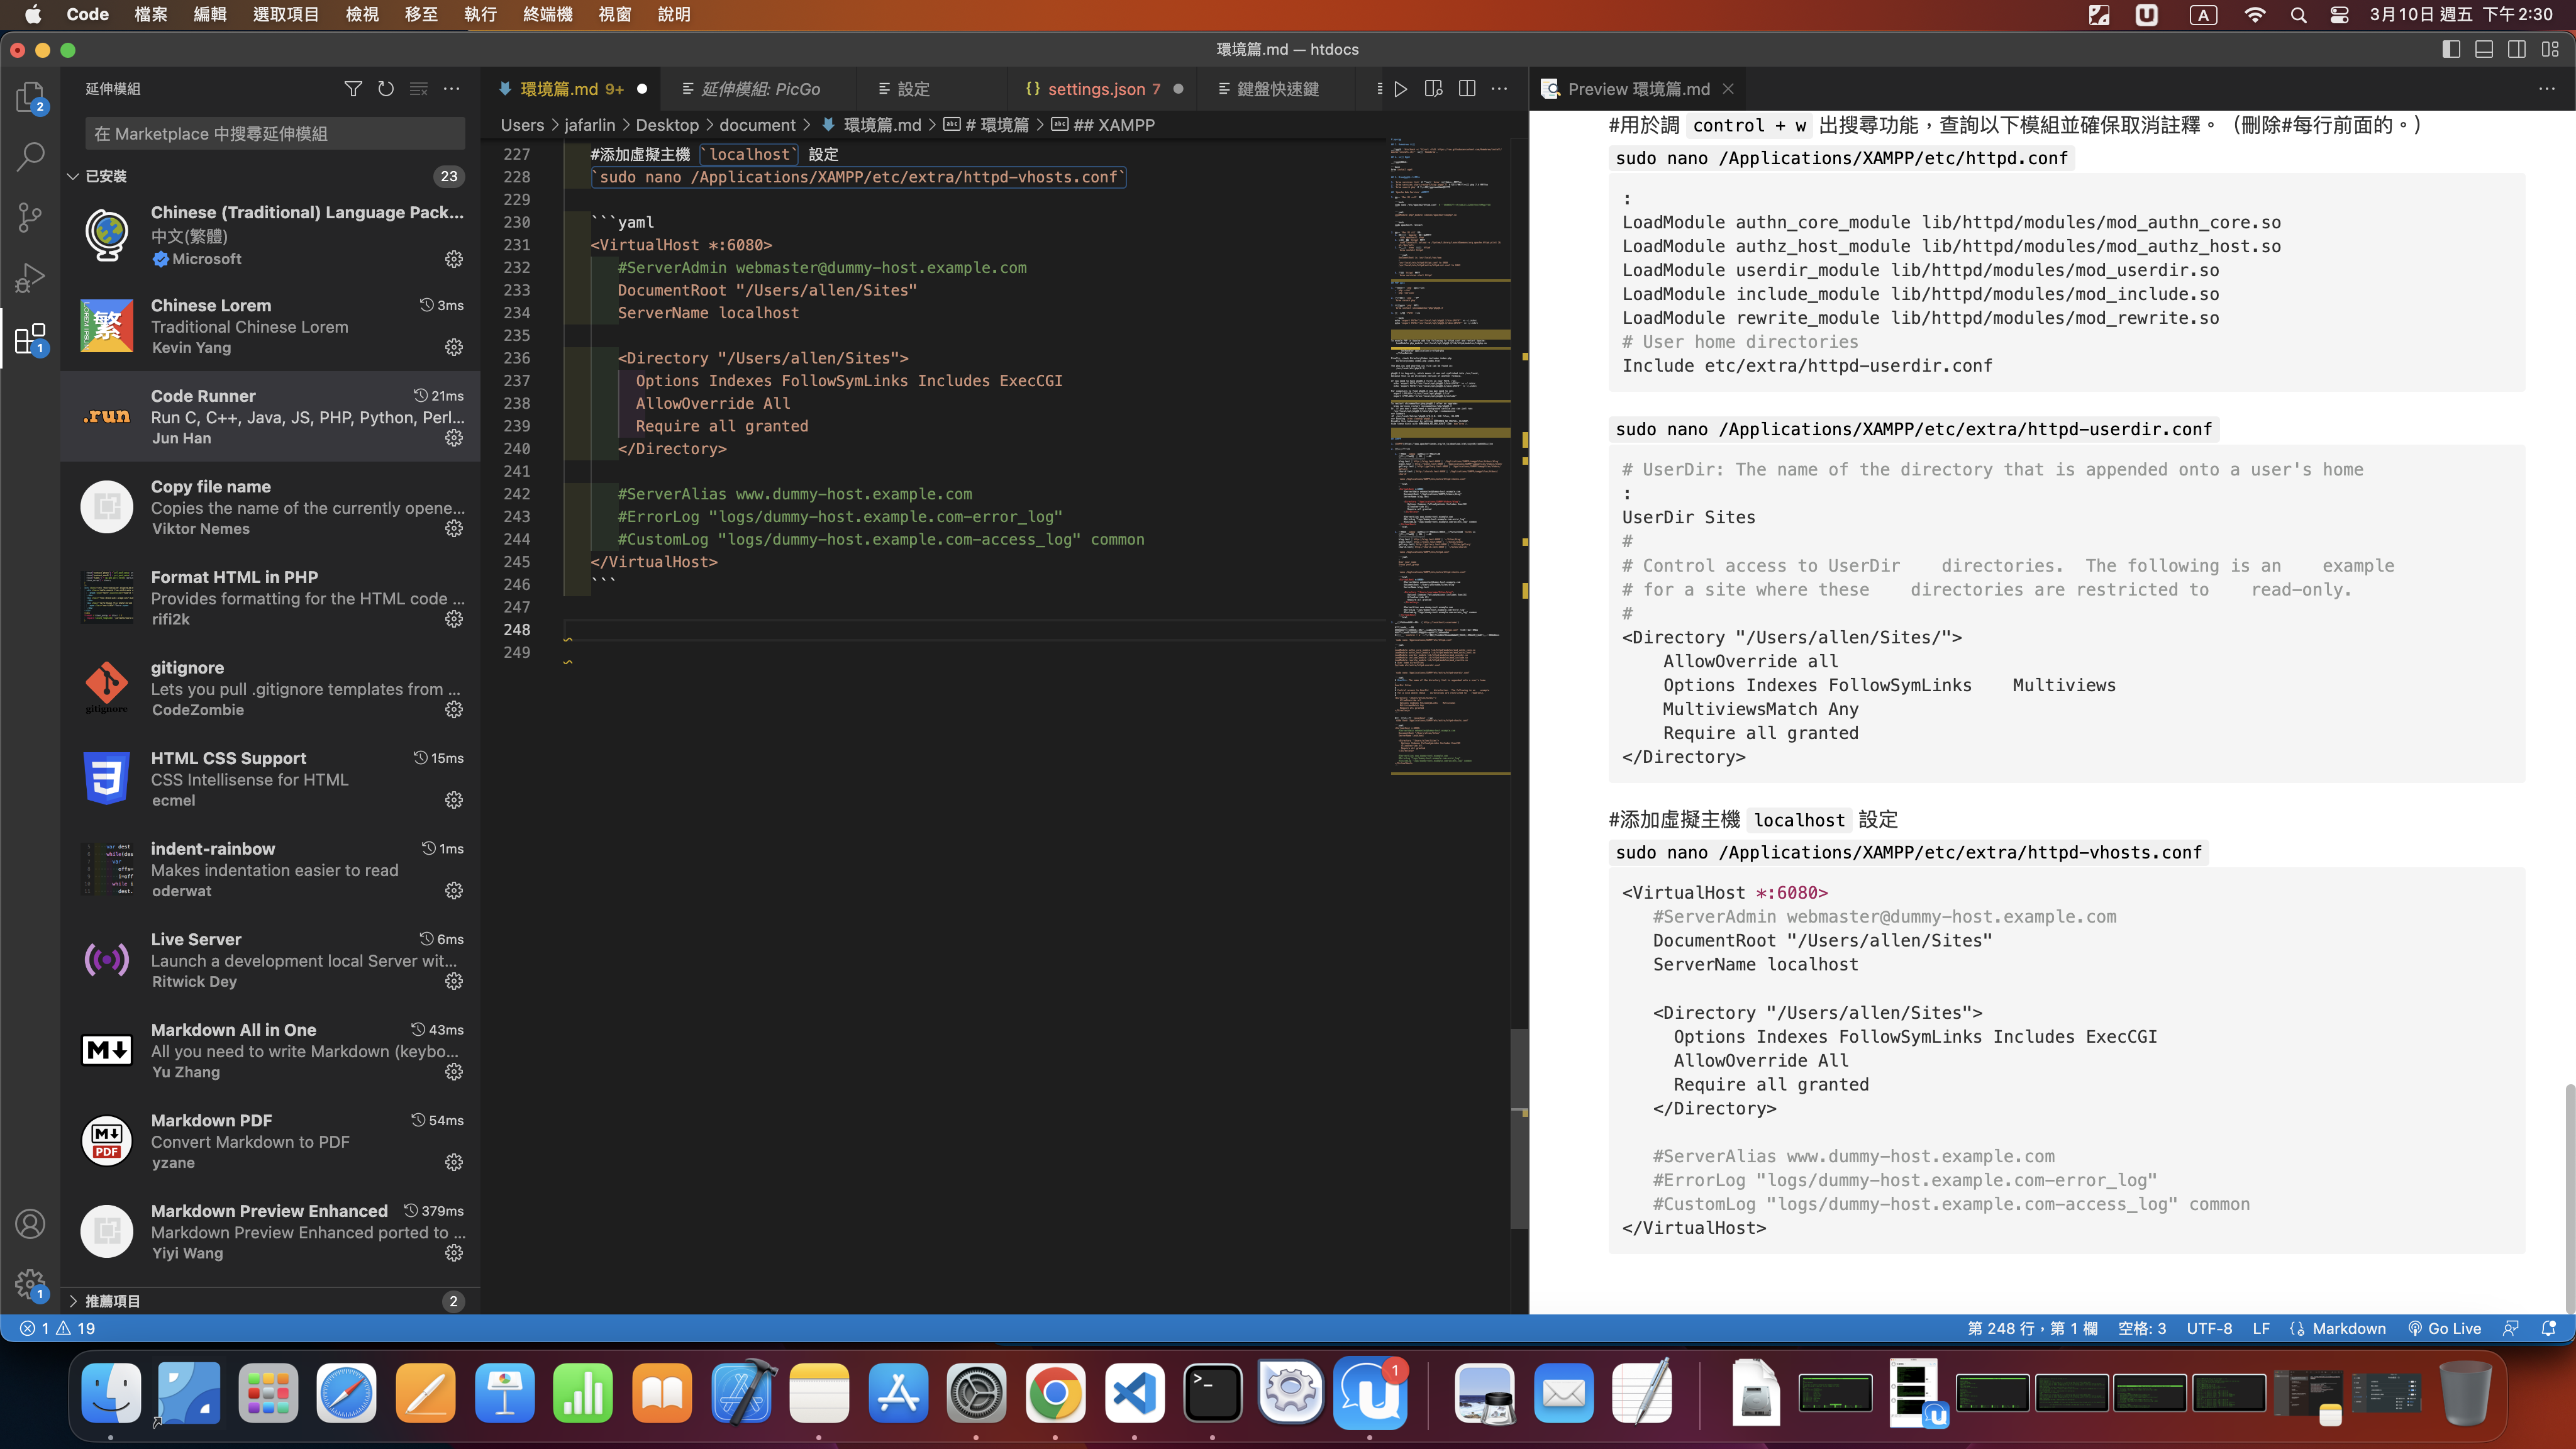 Code 檔案 編輯 選取項目 檢視 移至 執行 終端機 視窗 說明
A 3月10日 週五 下午2:30
環境篇.md — htdocs
延伸模組
在 Marketplace 中搜尋延伸模組
已安裝 23
Chinese (Traditional) Language Pack...
中文(繁體)
Microsoft
Chinese Lorem 3ms
Traditional Chinese Lorem
Kevin Yang
.run
Code Runner 21ms
Run C, C++, Java, JS, PHP, Python, Perl...
Jun Han
Copy file name
Copies the name of the currently opene...
Viktor Nemes
Format HTML in PHP
Provides formatting for the HTML code ...
rifi2k
gitignore
Lets you pull .gitignore templates from ...
CodeZombie
HTML CSS Support 15ms
CSS Intellisense for HTML
ecmel
indent-rainbow 1ms
Makes indentation easier to read
oderwat
Live Server 6ms
Launch a development local Server wit...
Ritwick Dey
Markdown All in One 43ms
All you need to write Markdown (keybo...
Yu Zhang
Markdown PDF 54ms
Convert Markdown to PDF
yzane
Markdown Preview Enhanced 379ms
Markdown Preview Enhanced ported to ...
Yiyi Wang
推薦項目 2
環境篇.md 9+
延伸模組: PicGo
設定
{} settings.json 7
鍵盤快速鍵
Users > jafarlin > Desktop > document > 環境篇.md > # 環境篇 > ## XAMPP
227 #添加虛擬主機 `localhost` 設定
228 `sudo nano /Applications/XAMPP/etc/extra/httpd-vhosts.conf`
229
230 ```yaml
231 <VirtualHost *:6080>
232 #ServerAdmin webmaster@dummy-host.example.com
233 DocumentRoot "/Users/allen/Sites"
234 ServerName localhost
235
236 <Directory "/Users/allen/Sites">
237 Options Indexes FollowSymLinks Includes ExecCGI
238 AllowOverride All
239 Require all granted
240 </Directory>
241
242 #ServerAlias www.dummy-host.example.com
243 #ErrorLog "logs/dummy-host.example.com-error_log"
244 #CustomLog "logs/dummy-host.example.com-access_log" common
245 </VirtualHost>
246 ```
247
248
249
Preview 環境篇.md
#用於調 control + w 出搜尋功能，查詢以下模組並確保取消註釋。（刪除#每行前面的。）
sudo nano /Applications/XAMPP/etc/httpd.conf
:
LoadModule authn_core_module lib/httpd/modules/mod_authn_core.so
LoadModule authz_host_module lib/httpd/modules/mod_authz_host.so
LoadModule userdir_module lib/httpd/modules/mod_userdir.so
LoadModule include_module lib/httpd/modules/mod_include.so
LoadModule rewrite_module lib/httpd/modules/mod_rewrite.so
# User home directories
Include etc/extra/httpd-userdir.conf
sudo nano /Applications/XAMPP/etc/extra/httpd-userdir.conf
# UserDir: The name of the directory that is appended onto a user's home
:
UserDir Sites
#
# Control access to UserDir directories. The following is an example
# for a site where these directories are restricted to read-only.
#
<Directory "/Users/allen/Sites/">
AllowOverride all
Options Indexes FollowSymLinks Multiviews
MultiviewsMatch Any
Require all granted
</Directory>
#添加虛擬主機 localhost 設定
sudo nano /Applications/XAMPP/etc/extra/httpd-vhosts.conf
<VirtualHost *:6080>
#ServerAdmin webmaster@dummy-host.example.com
DocumentRoot "/Users/allen/Sites"
ServerName localhost
<Directory "/Users/allen/Sites">
Options Indexes FollowSymLinks Includes ExecCGI
AllowOverride All
Require all granted
</Directory>
#ServerAlias www.dummy-host.example.com
#ErrorLog "logs/dummy-host.example.com-error_log"
#CustomLog "logs/dummy-host.example.com-access_log" common
</VirtualHost>
1 19
第 248 行，第 1 欄 空格: 3 UTF-8 LF Markdown Go Live